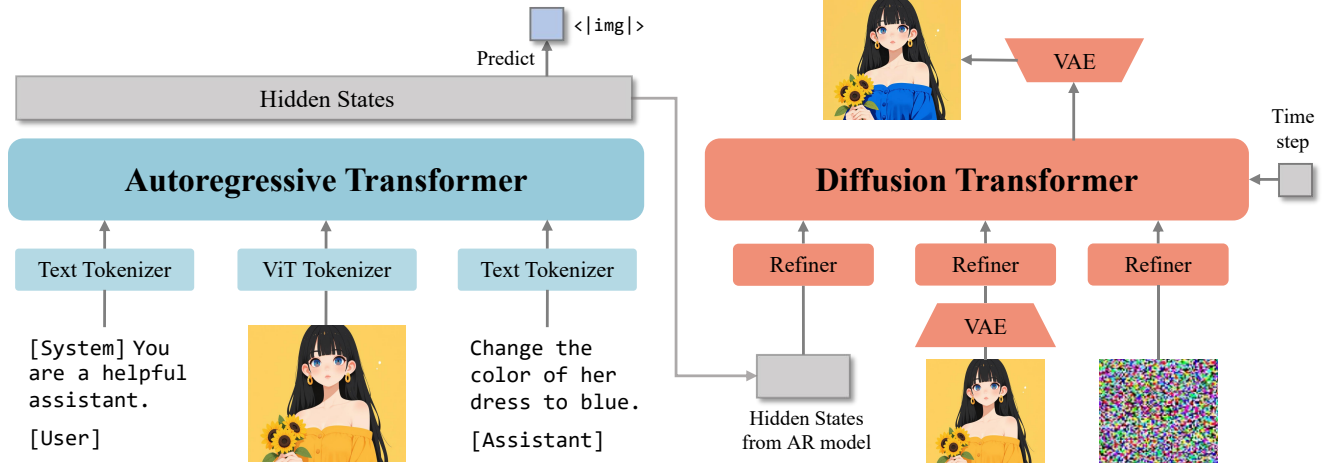 <|img|>
Predict
Hidden States
Autoregressive Transformer
Text Tokenizer
ViT Tokenizer
Text Tokenizer
[System] You
are a helpful
assistant.
[User]
Change the
color of her
dress to blue.
[Assistant]
VAE
Time
step
Diffusion Transformer
Refiner
Refiner
Refiner
VAE
Hidden States
from AR model